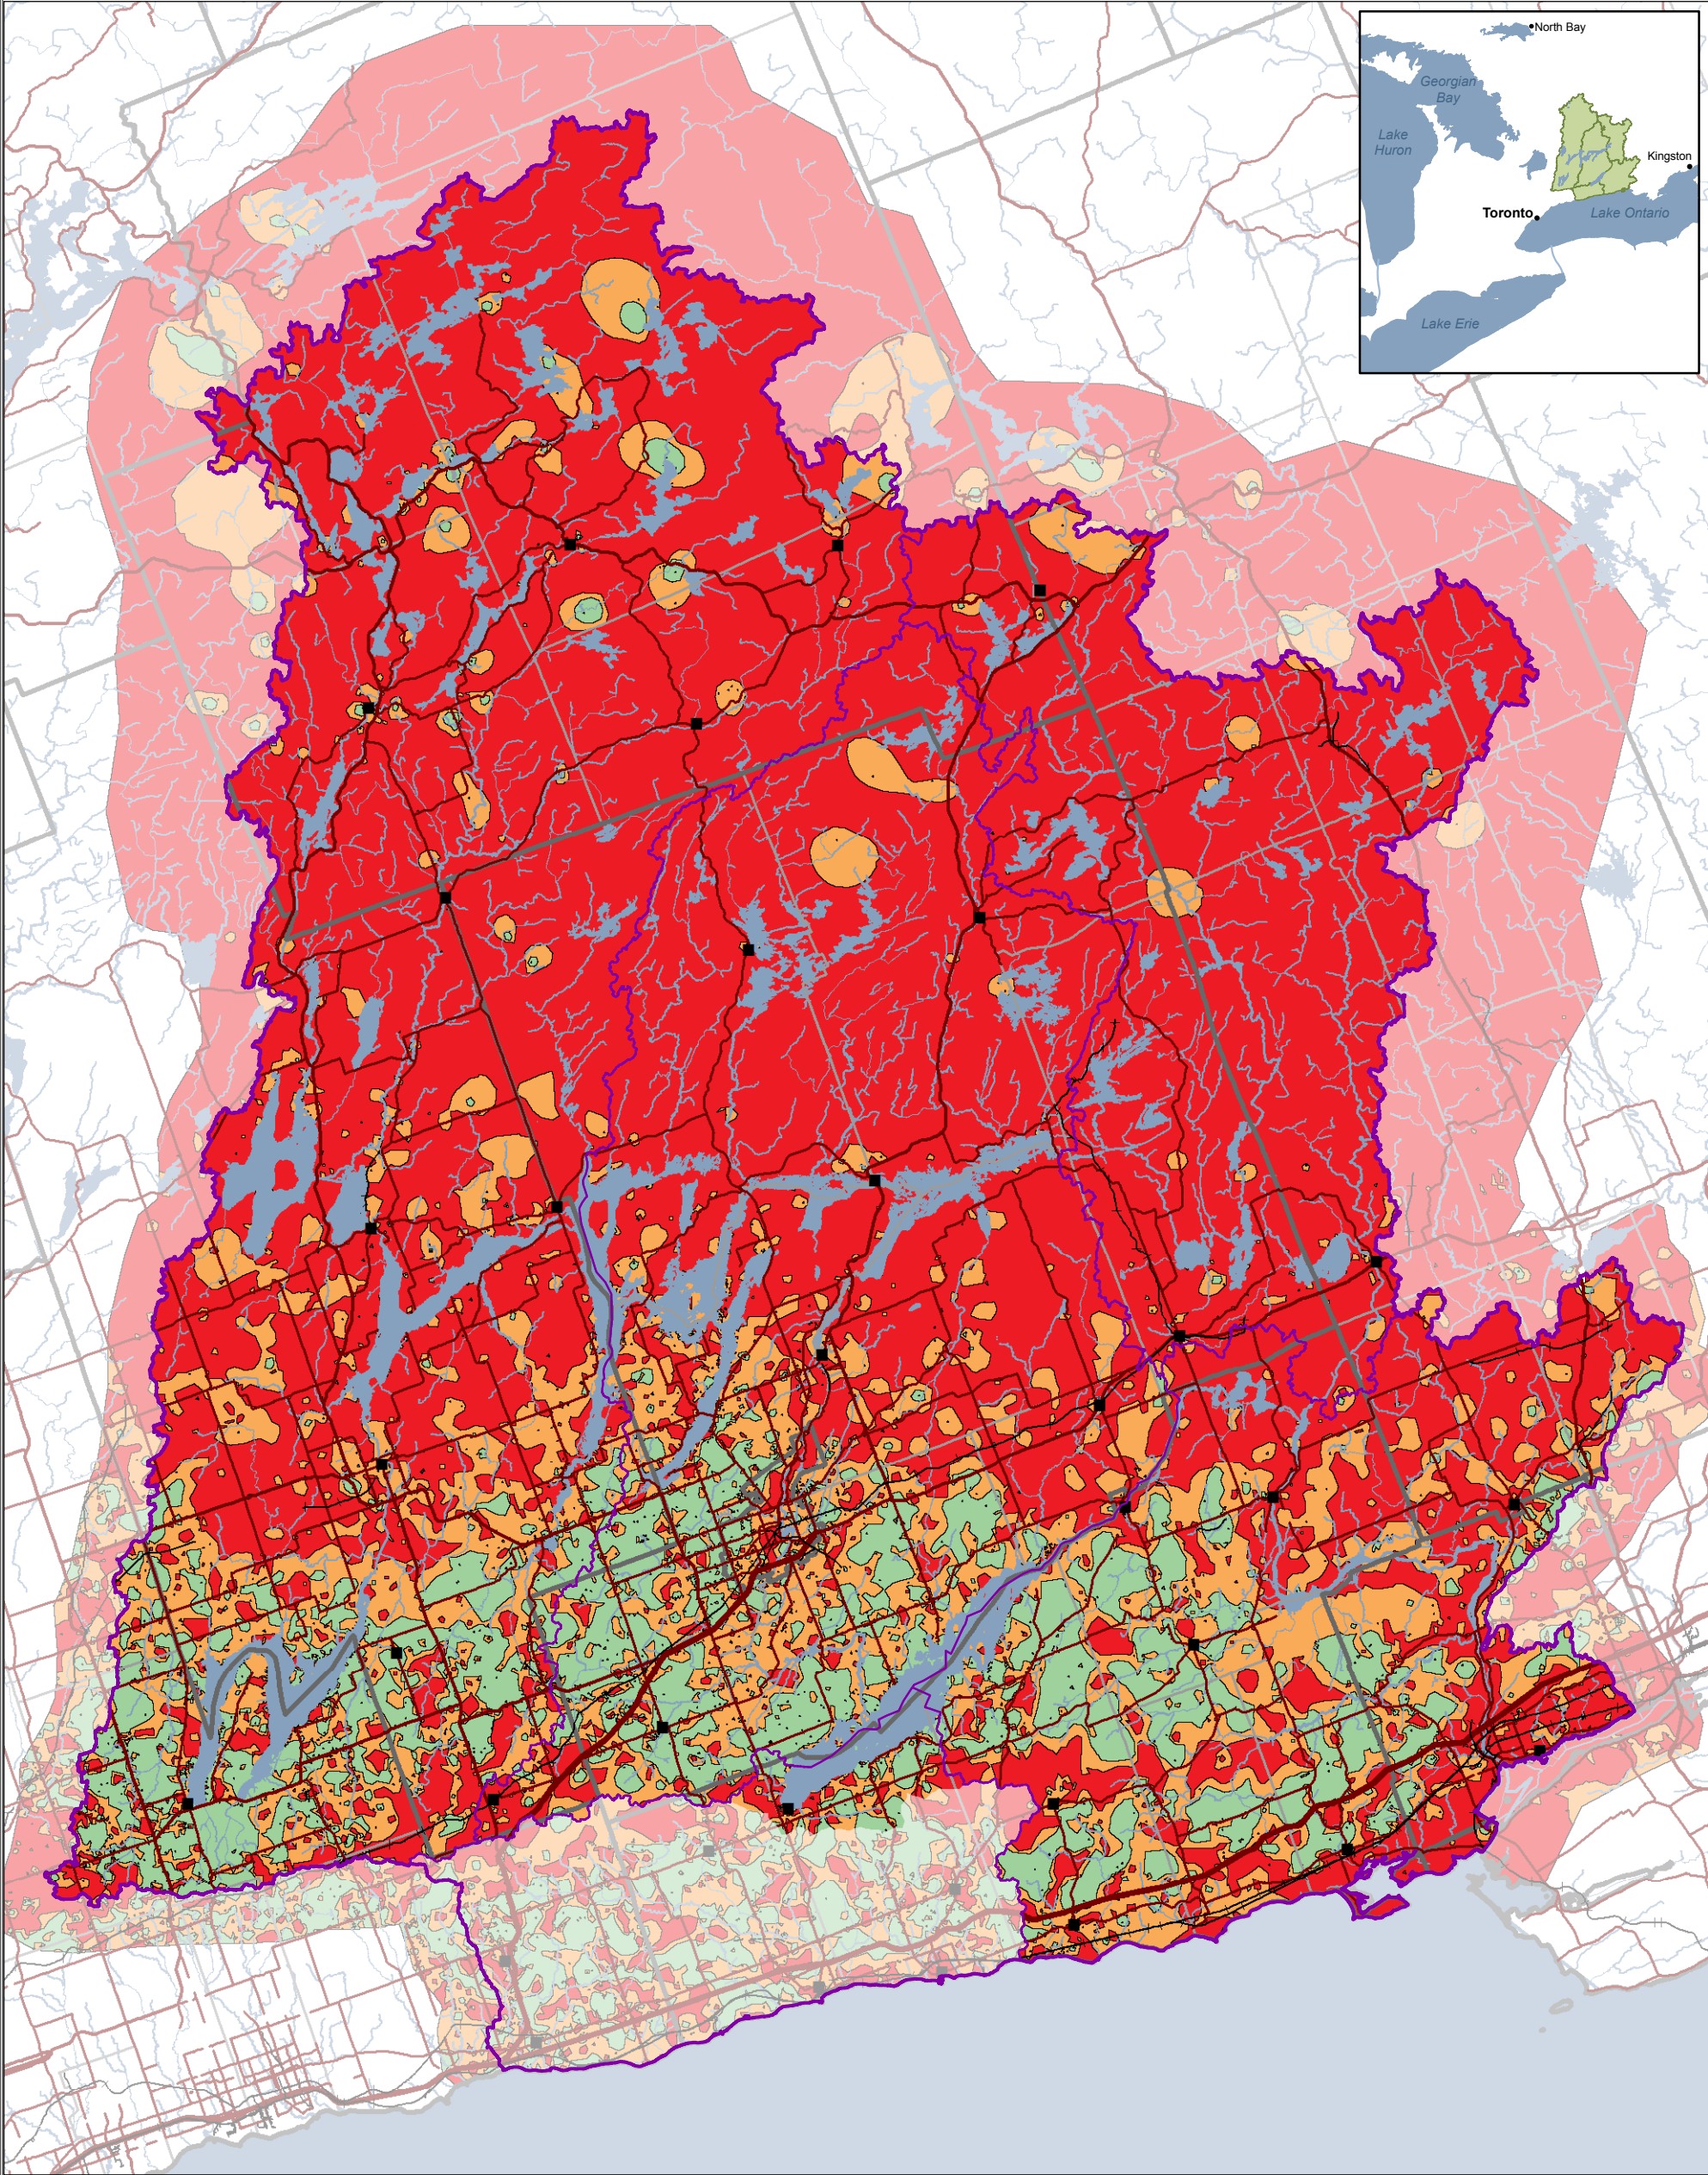 North Bay
Georgian
Bay
Lake
Huron
Kingston
Toronto
Lake Ontario
Lake Erie